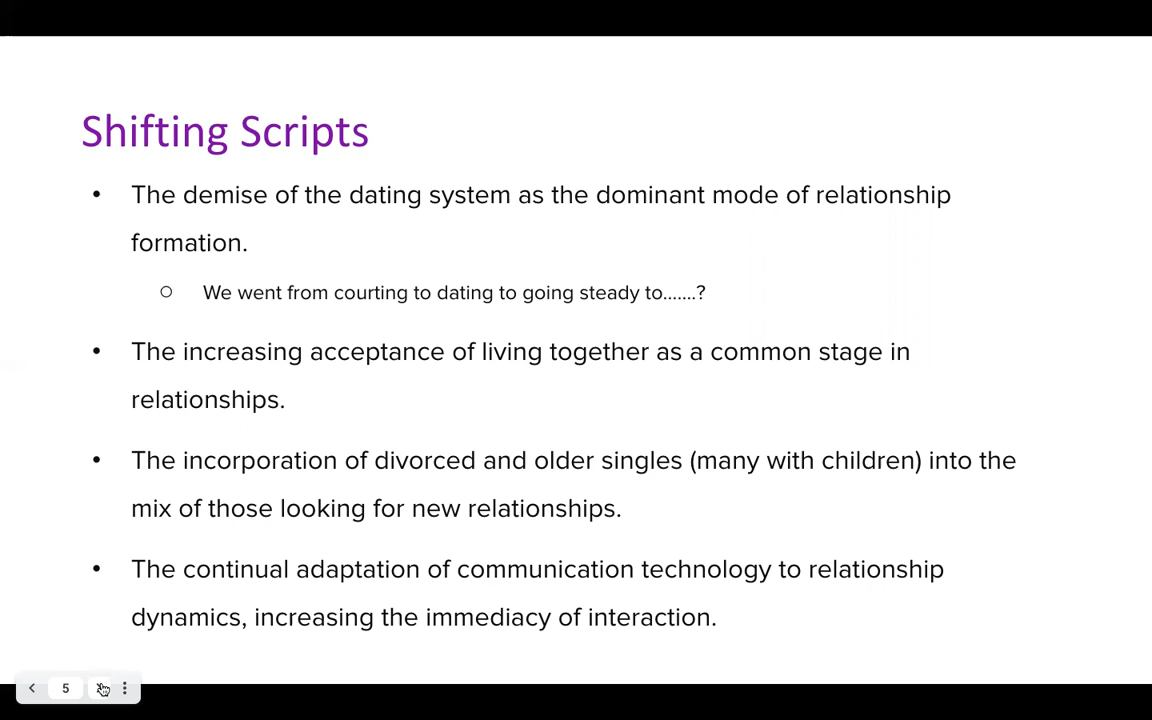 Shifting Scripts
• The demise of the dating system as the dominant mode of relationship
formation.
○ We went from courting to dating to going steady to.......?
• The increasing acceptance of living together as a common stage in
relationships.
• The incorporation of divorced and older singles (many with children) into the
mix of those looking for new relationships.
• The continual adaptation of communication technology to relationship
dynamics, increasing the immediacy of interaction.
5